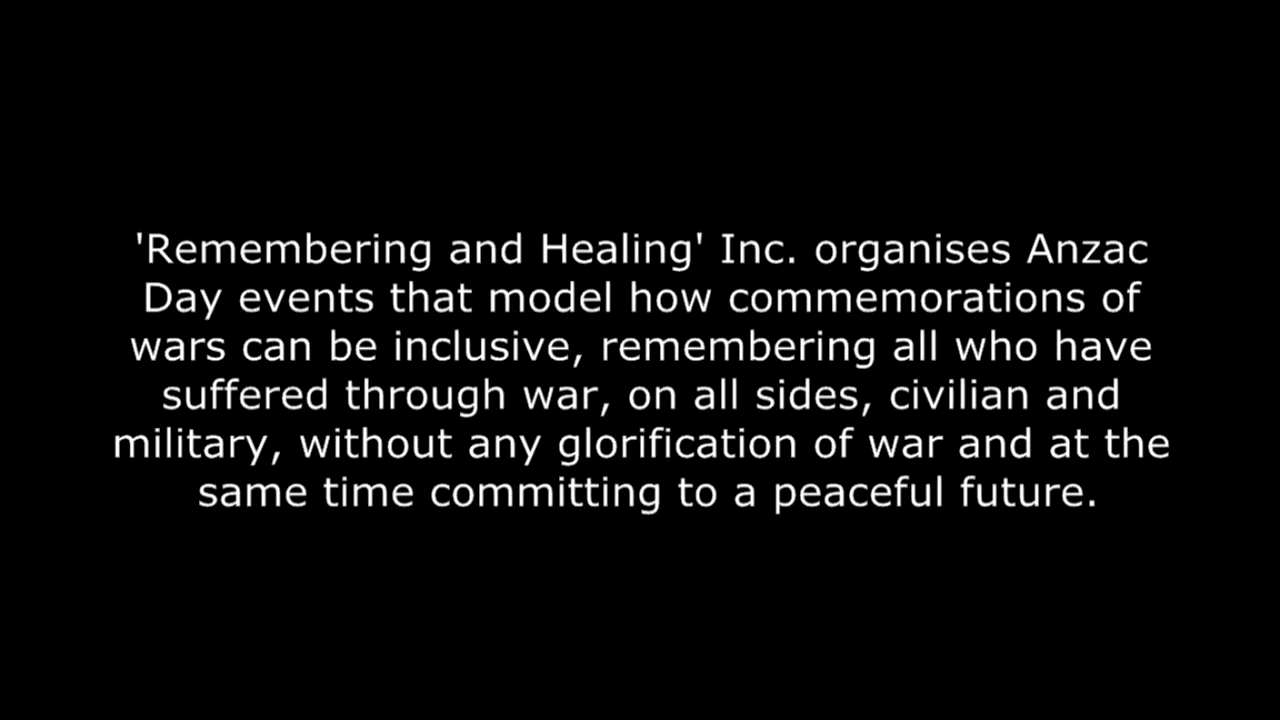 'Remembering and Healing' Inc. organises Anzac
Day events that model how commemorations of
wars can be inclusive, remembering all who have
suffered through war, on all sides, civilian and
military, without any glorification of war and at the
same time committing to a peaceful future.